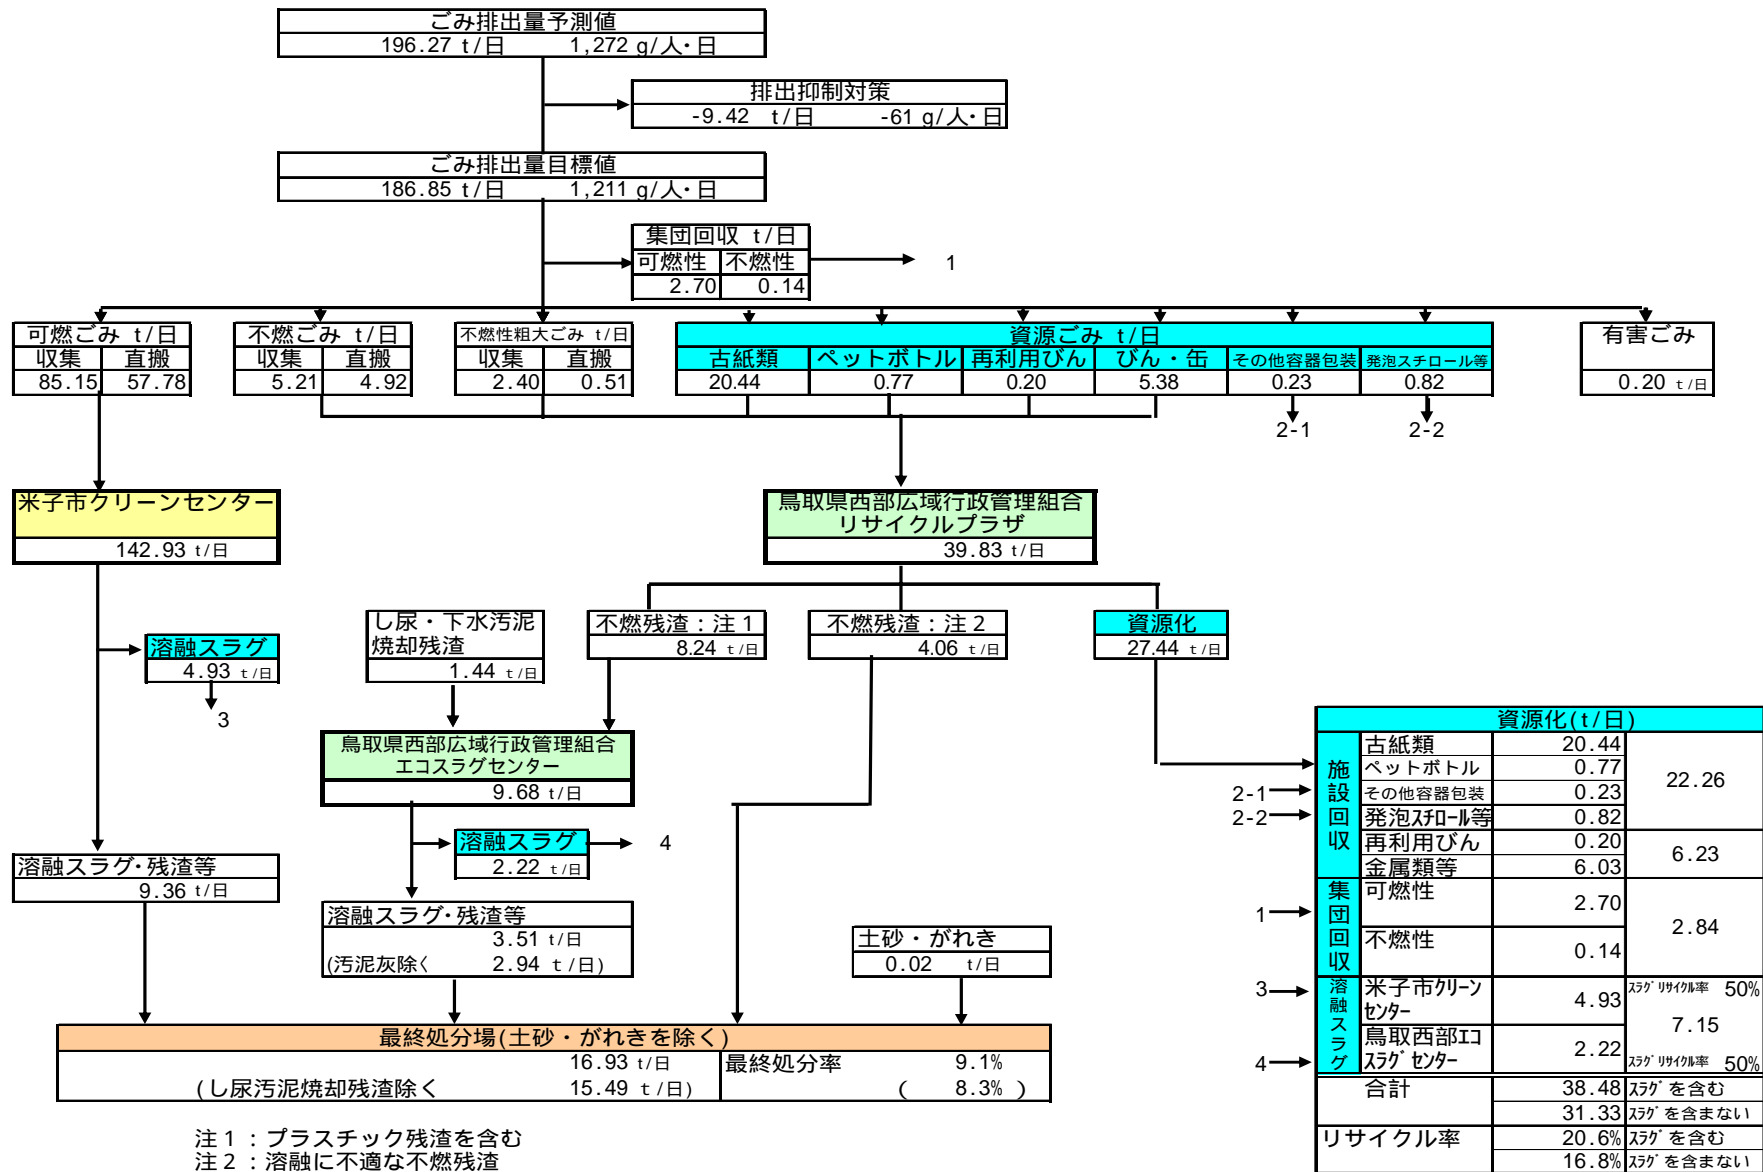 ごみ排出量予測値
196.27 t/日 1,272 g/人・日
排出抑制対策
-9.42 t/日 -61 g/人・日
ごみ排出量目標値
186.85 t/日 1,211 g/人・日
集団回収 t/日
可燃性 不燃性
2.70 0.14
1
可燃ごみ t/日
収集 直搬
85.15 57.78
不燃ごみ t/日
収集 直搬
5.21 4.92
不燃性粗大ごみ t/日
収集 直搬
2.40 0.51
資源ごみ t/日
古紙類 ペットボトル 再利用びん びん・缶 その他容器包装 発泡スチロール等
20.44 0.77 0.20 5.38 0.23 0.82
有害ごみ
0.20 t/日
2-1 2-2
米子市クリーンセンター
142.93 t/日
鳥取県西部広域行政管理組合
リサイクルプラザ
39.83 t/日
溶融スラグ
4.93 t/日
3
し尿・下水汚泥
焼却残渣
1.44 t/日
不燃残渣：注1
8.24 t/日
不燃残渣：注2
4.06 t/日
資源化
27.44 t/日
鳥取県西部広域行政管理組合
エコスラグセンター
9.68 t/日
溶融スラグ
2.22 t/日
4
溶融スラグ・残渣等
9.36 t/日
溶融スラグ・残渣等
3.51 t/日
(汚泥灰除く 2.94 t/日)
土砂・がれき
0.02 t/日
最終処分場(土砂・がれきを除く)
16.93 t/日 最終処分率 9.1%
(し尿汚泥焼却残渣除く 15.49 t/日) ( 8.3% )
注1：プラスチック残渣を含む
注2：溶融に不適な不燃残渣
資源化(t/日)
施設回収
古紙類 20.44
ペットボトル 0.77
22.26
2-1 その他容器包装 0.23
2-2 発泡スチロール等 0.82
再利用びん 0.20
6.23
金属類等 6.03
集団回収
1
可燃性 2.70
2.84
不燃性 0.14
溶融スラグ
3
米子市クリーン
センター
4.93
スラグリサイクル率 50%
7.15
4
鳥取西部エコ
スラグセンター
2.22
スラグリサイクル率 50%
合計 38.48 スラグを含む
31.33 スラグを含まない
リサイクル率 20.6% スラグを含む
16.8% スラグを含まない